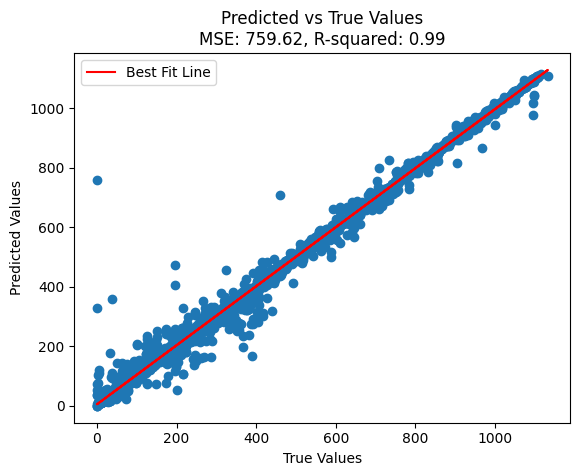 Predicted vs True Values
MSE: 759.62, R-squared: 0.99
Best Fit Line
1000
800
600
400
200
0
Predicted Values
0 200 400 600 800 1000
True Values